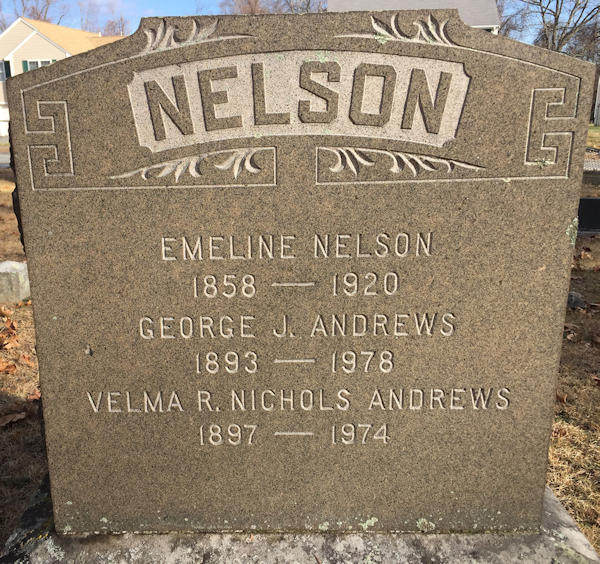 NELSON
EMELINE NELSON
1858 — 1920
GEORGE J. ANDREWS
1893 — 1978
VELMA R. NICHOLS ANDREWS
1897 — 1974